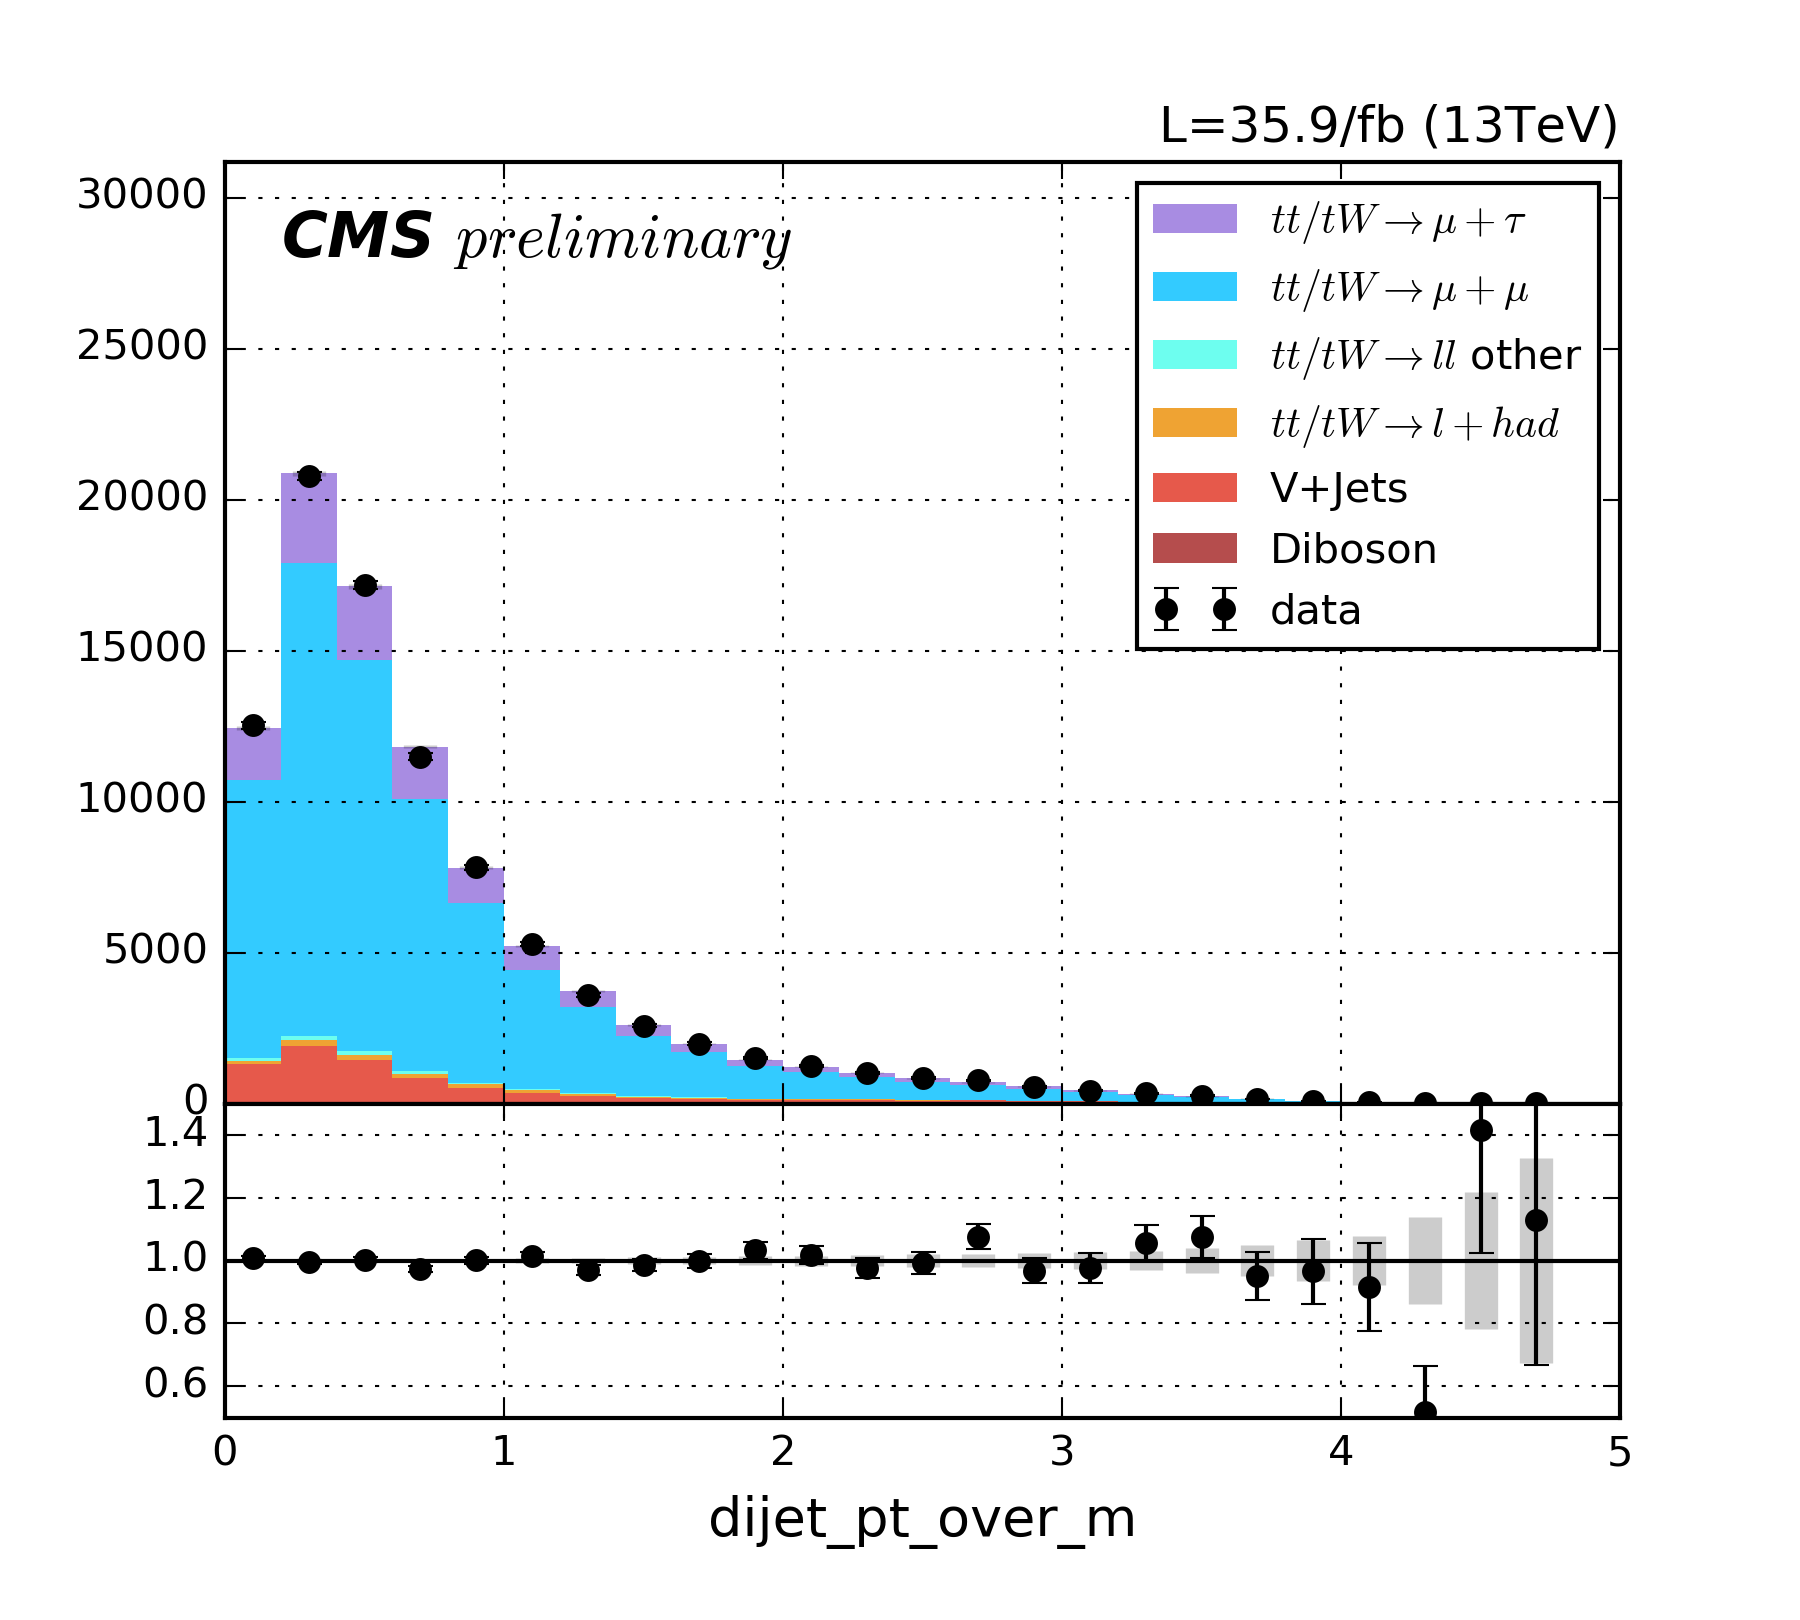 L=35.9/fb (13TeV)
CMS preliminary
30000
25000
20000
15000
10000
5000
0
tt/tW→μ+τ
tt/tW→μ+μ
tt/tW→ll other
tt/tW→l+had
V+Jets
Diboson
data
1.4
1.2
1.0
0.8
0.6
0 1 2 3 4 5
dijet_pt_over_m